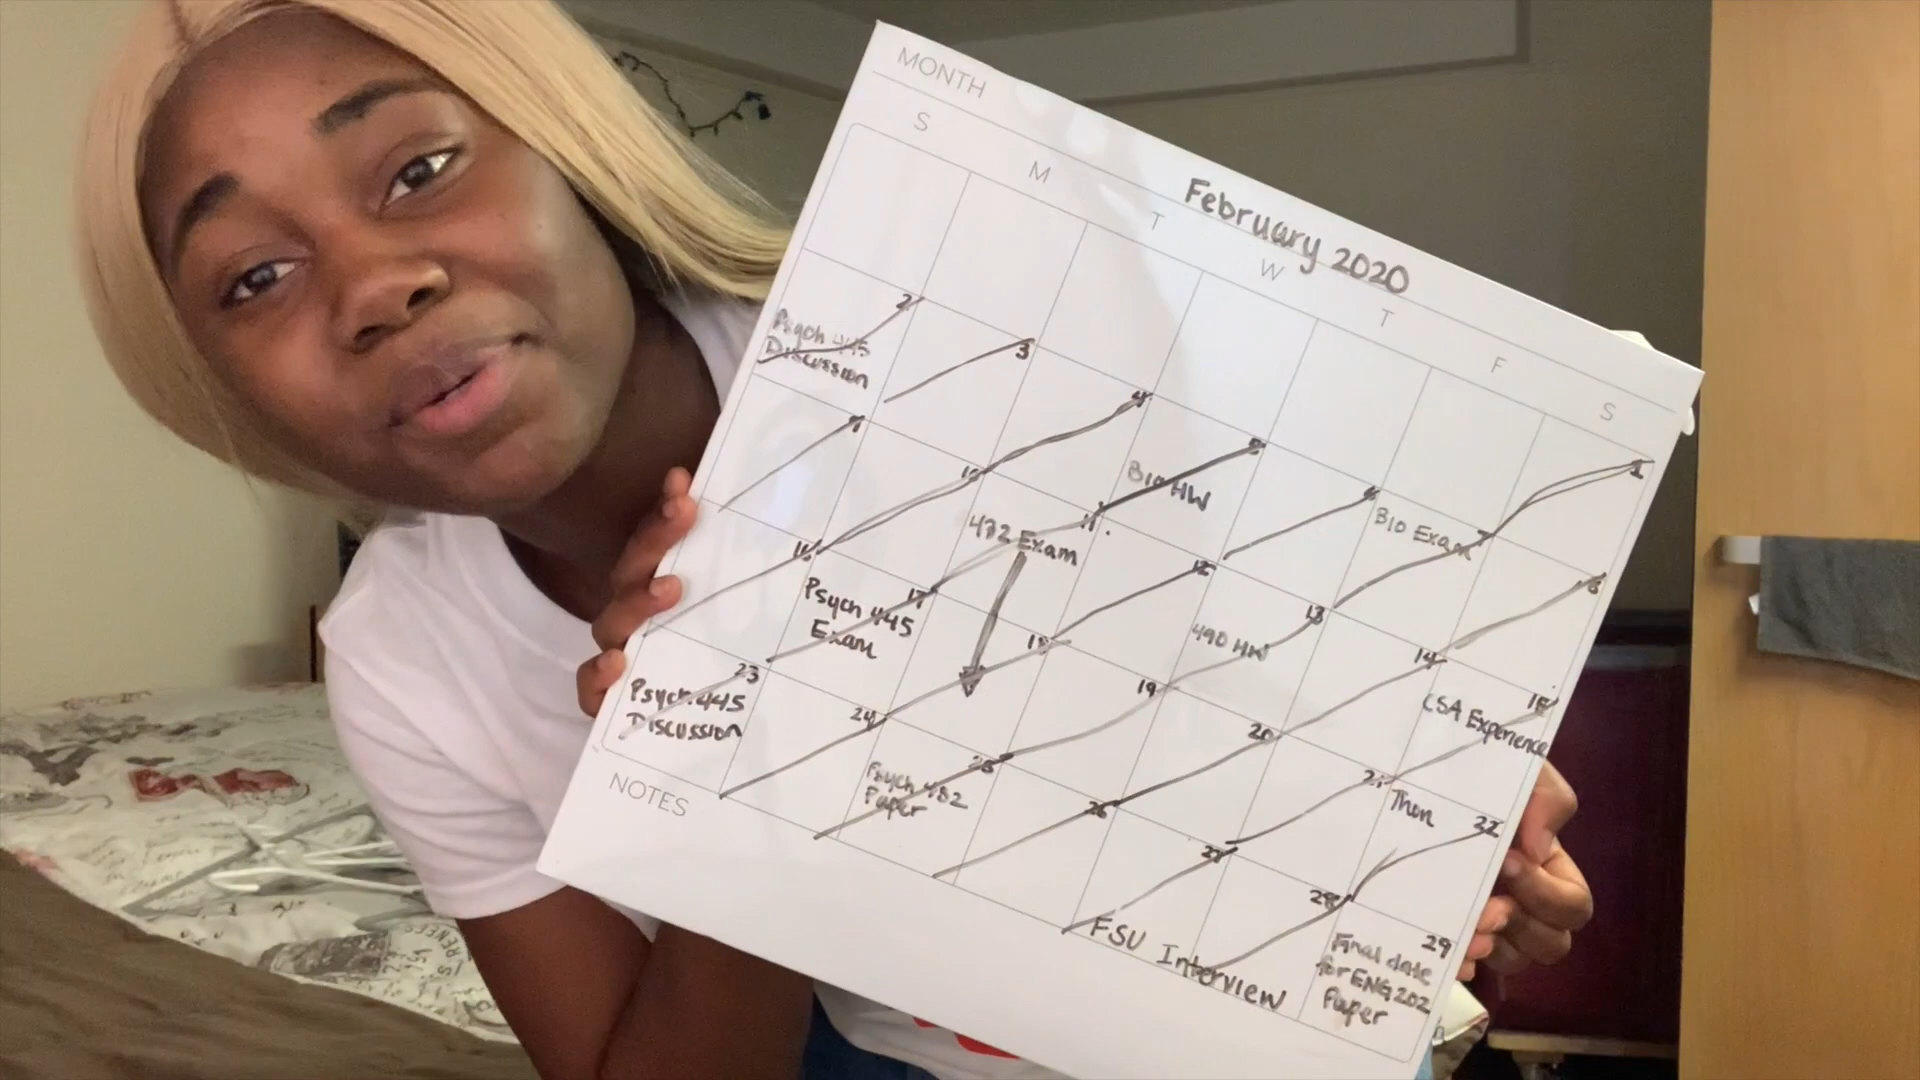 MONTH
February 2020
S M T W T F S
1
2 3 4 5 6 7 8
Psych 445
Discussion
BIO HW
BIO Exam
9 10 11 12 13 14 15
472 Exam
490 HW
CSA Experience
16 17 18 19 20 21 22
Psych 445
Exam
Thon
23 24 25 26 27 28 29
Psych 445
Discussion
Psych 482
Paper
FSU Interview
Final date
for ENG 202
Paper
NOTES